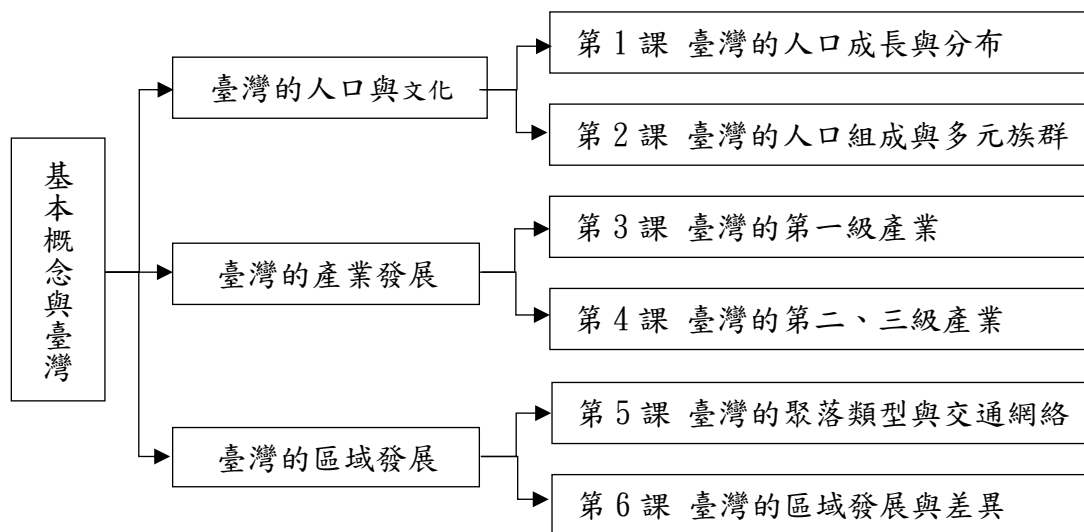 基本概念與臺灣
臺灣的人口與文化
第1課 臺灣的人口成長與分布
第2課 臺灣的人口組成與多元族群
臺灣的產業發展
第3課 臺灣的第一級產業
第4課 臺灣的第二、三級產業
臺灣的區域發展
第5課 臺灣的聚落類型與交通網絡
第6課 臺灣的區域發展與差異